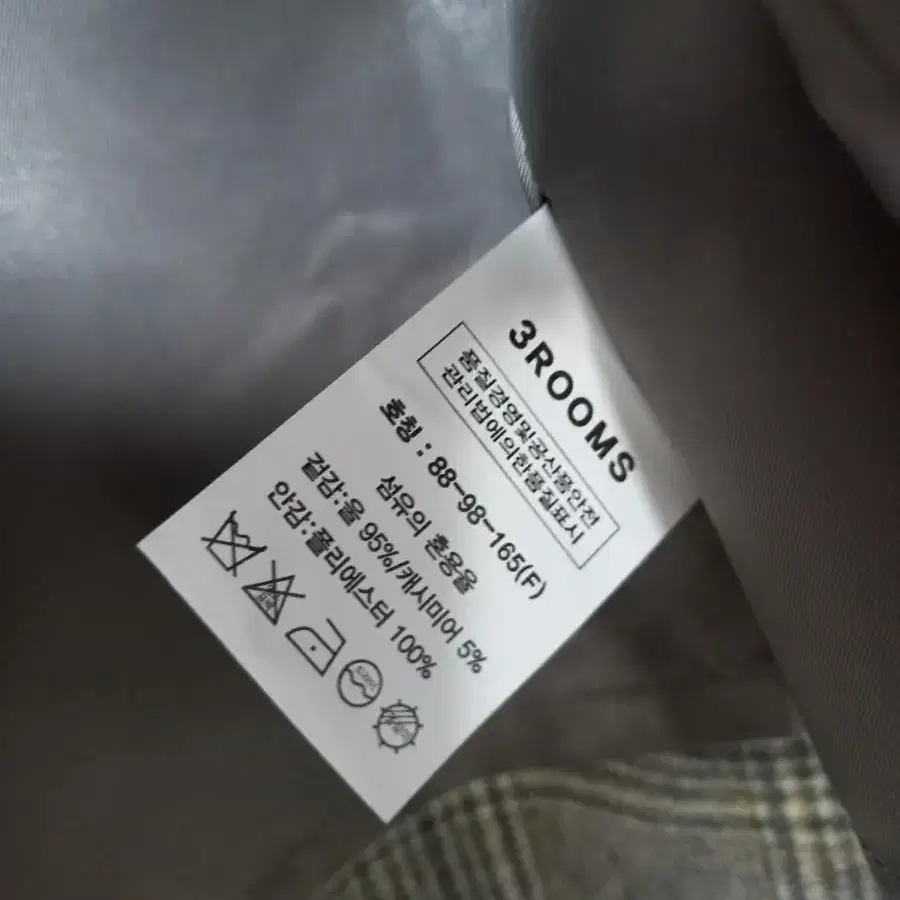 3ROOMS
품질경영및공산품안전
관리법에의한품질표시
호칭 : 88-98-165(F)
섬유의 혼용율
겉감:울 95%/캐시미어 5%
안감:폴리에스터 100%